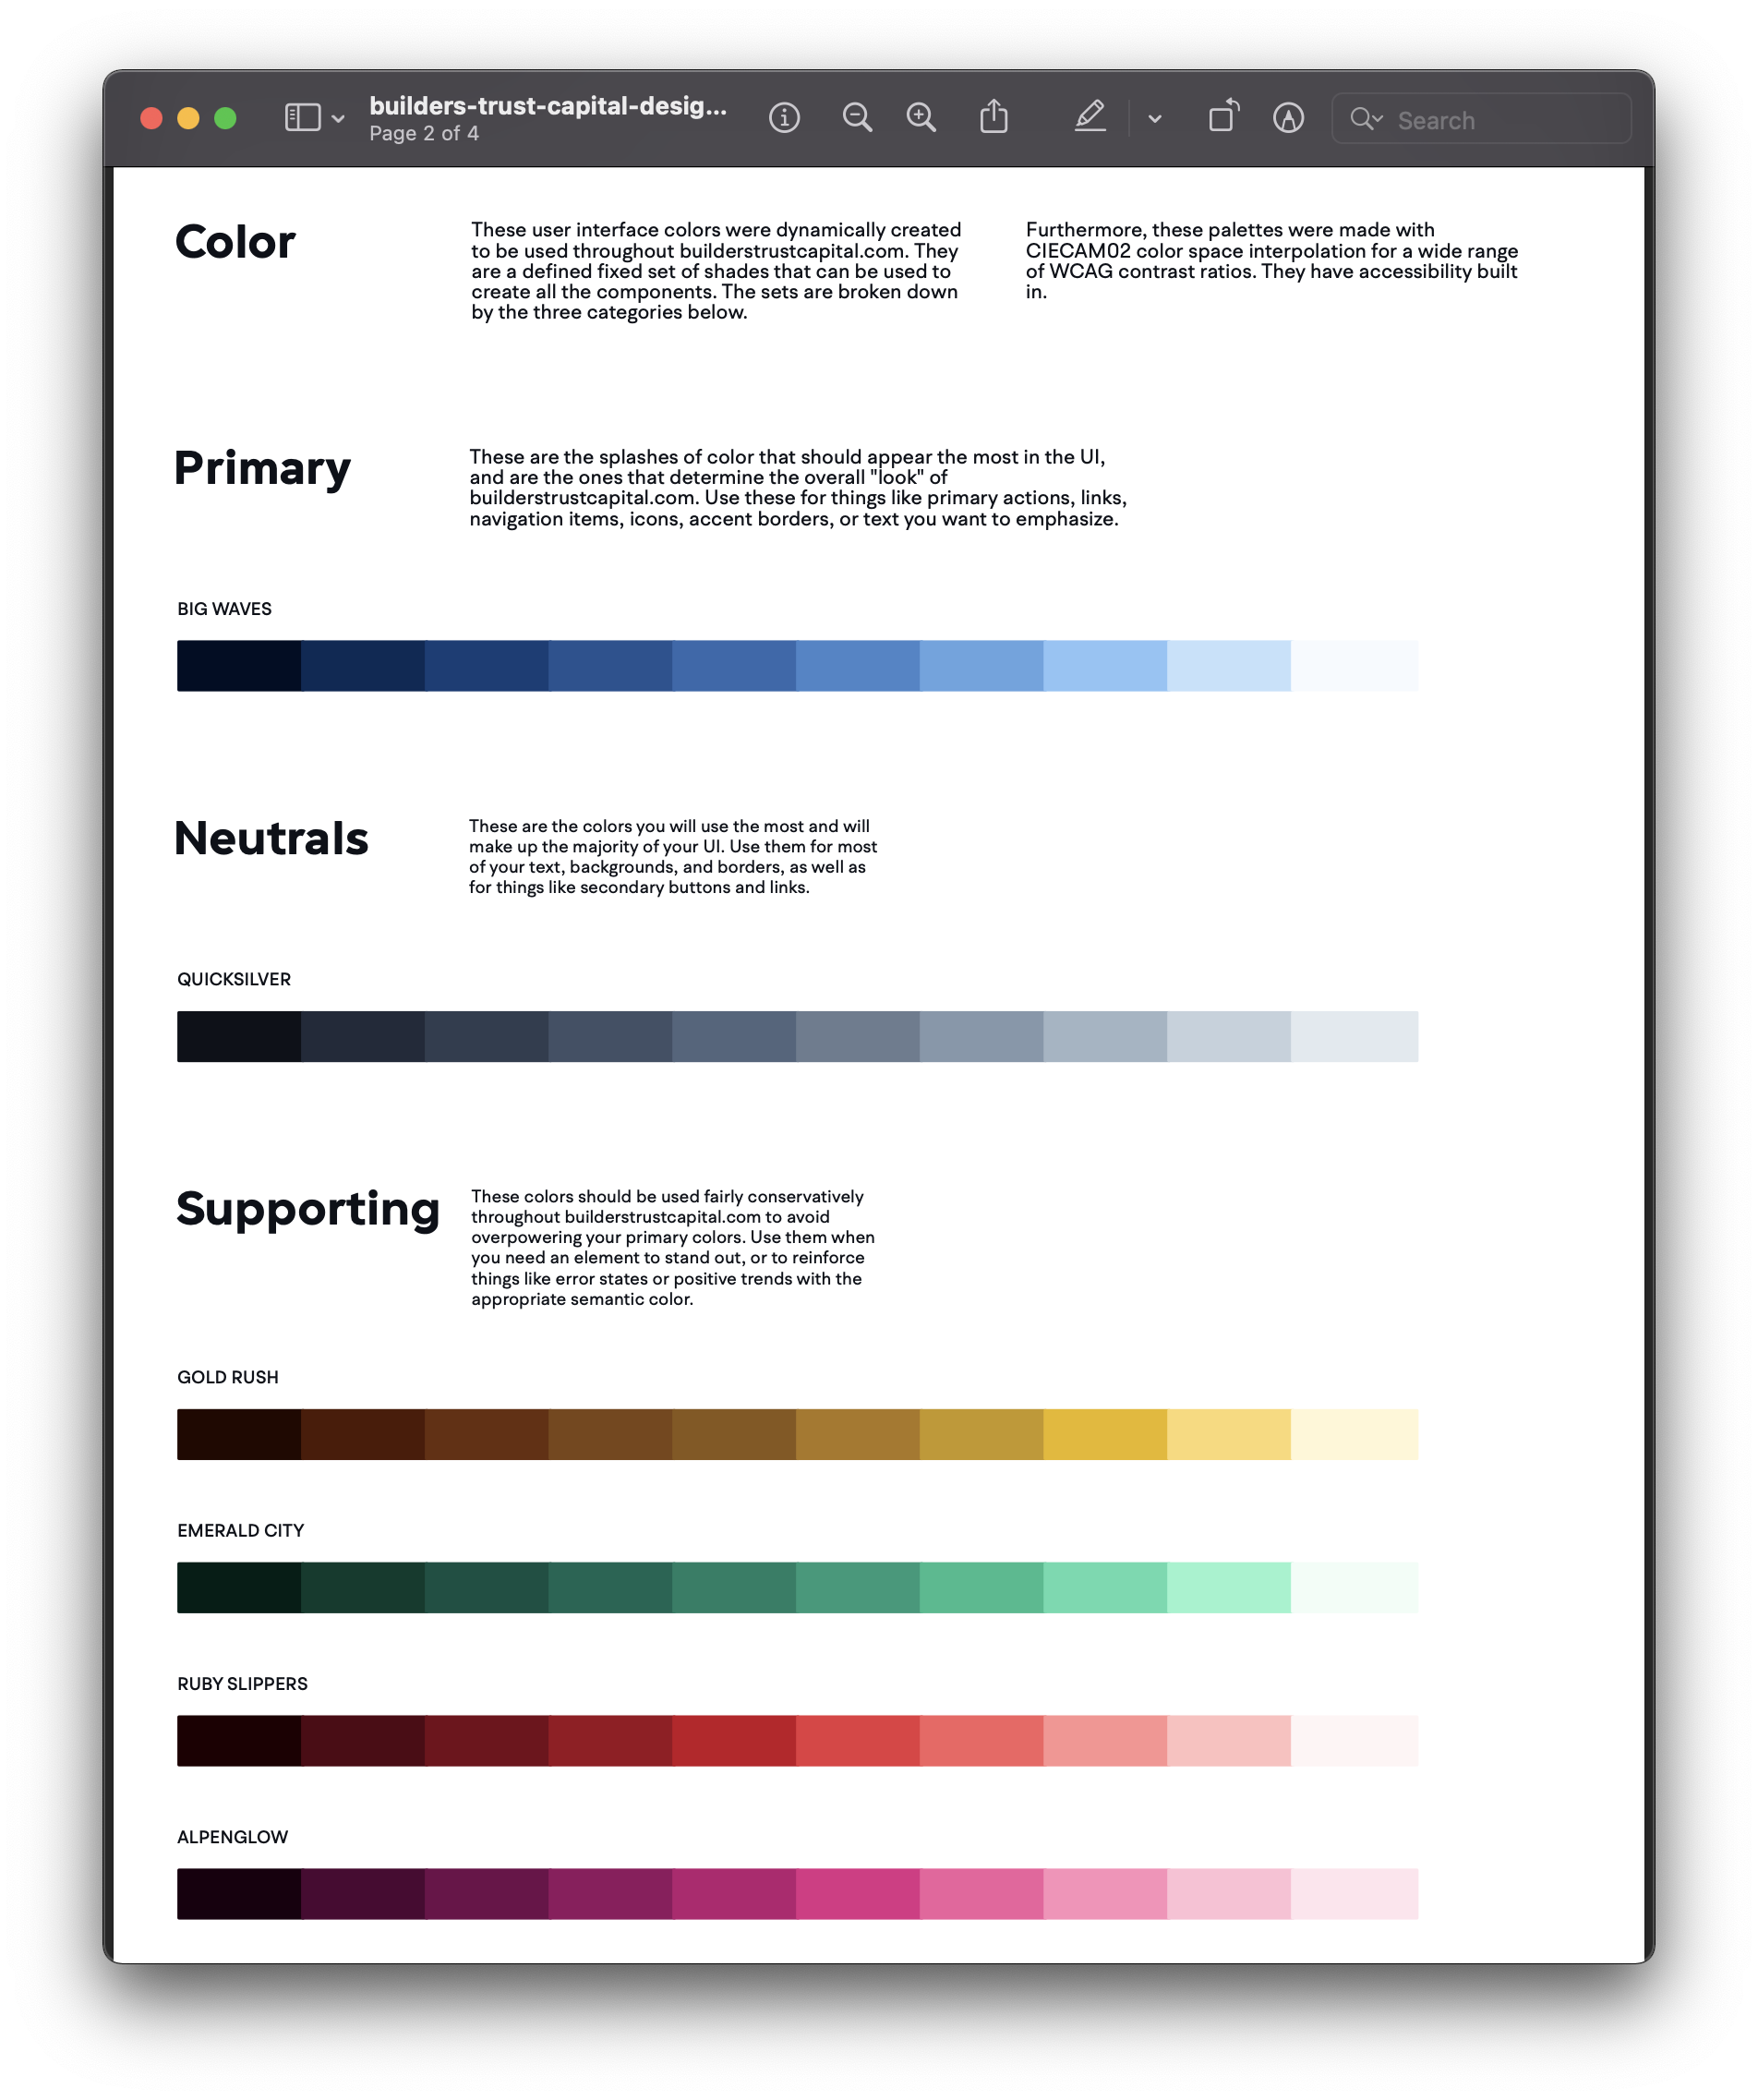 builders-trust-capital-desig...
Page 2 of 4
Search
Color
These user interface colors were dynamically created
to be used throughout builderstrustcapital.com. They
are a defined fixed set of shades that can be used to
create all the components. The sets are broken down
by the three categories below.
Furthermore, these palettes were made with
CIECAM02 color space interpolation for a wide range
of WCAG contrast ratios. They have accessibility built
in.
Primary
These are the splashes of color that should appear the most in the UI,
and are the ones that determine the overall "look" of
builderstrustcapital.com. Use these for things like primary actions, links,
navigation items, icons, accent borders, or text you want to emphasize.
BIG WAVES
Neutrals
These are the colors you will use the most and will
make up the majority of your UI. Use them for most
of your text, backgrounds, and borders, as well as
for things like secondary buttons and links.
QUICKSILVER
Supporting
These colors should be used fairly conservatively
throughout builderstrustcapital.com to avoid
overpowering your primary colors. Use them when
you need an element to stand out, or to reinforce
things like error states or positive trends with the
appropriate semantic color.
GOLD RUSH
EMERALD CITY
RUBY SLIPPERS
ALPENGLOW